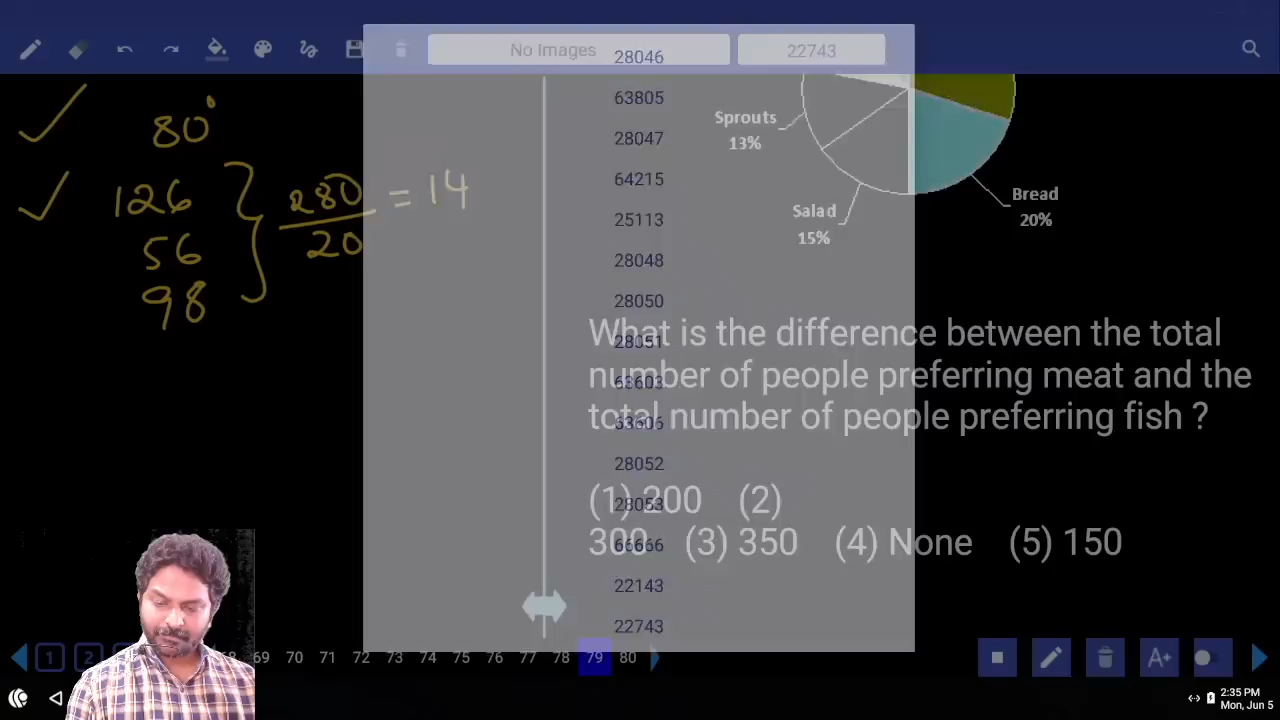 No Images
22743
80°
126
56
98
280
20
= 14
28046
63805
28047
64215
25113
28048
28050
28051
63603
63606
28052
28053
66666
22143
22743
Sprouts
13%
Salad
15%
Bread
20%
What is the difference between the total
number of people preferring meat and the
total number of people preferring fish ?
(1) 200 (2)
300 (3) 350 (4) None (5) 150
1 2 69 70 71 72 73 74 75 76 77 78 79 80
A+
2:35 PM
Mon, Jun 5